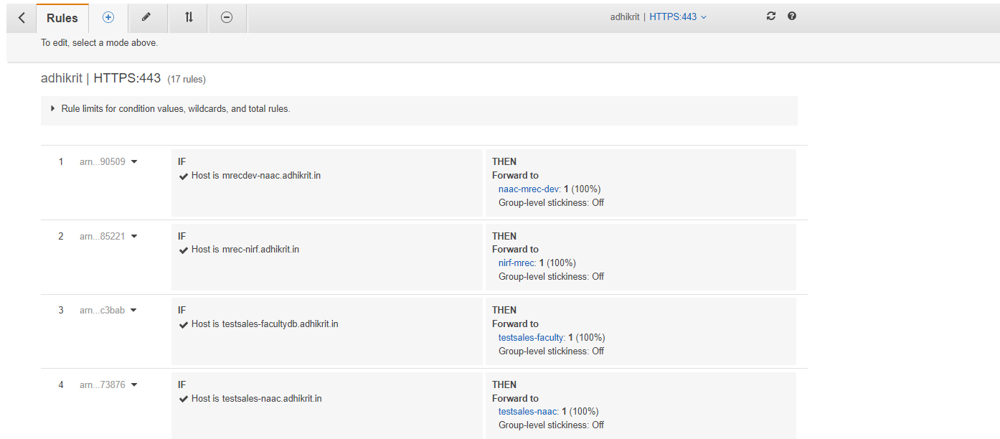 Rules
adhikrit | HTTPS:443
To edit, select a mode above.
adhikrit | HTTPS:443 (17 rules)
Rule limits for condition values, wildcards, and total rules.
1 arn...90509
IF
Host is mrecdev-naac.adhikrit.in
THEN
Forward to
naac-mrec-dev: 1 (100%)
Group-level stickiness: Off
2 arn...85221
IF
Host is mrec-nirf.adhikrit.in
THEN
Forward to
nirf-mrec: 1 (100%)
Group-level stickiness: Off
3 arn...c3bab
IF
Host is testsales-facultydb.adhikrit.in
THEN
Forward to
testsales-faculty: 1 (100%)
Group-level stickiness: Off
4 arn...73876
IF
Host is testsales-naac.adhikrit.in
THEN
Forward to
testsales-naac: 1 (100%)
Group-level stickiness: Off